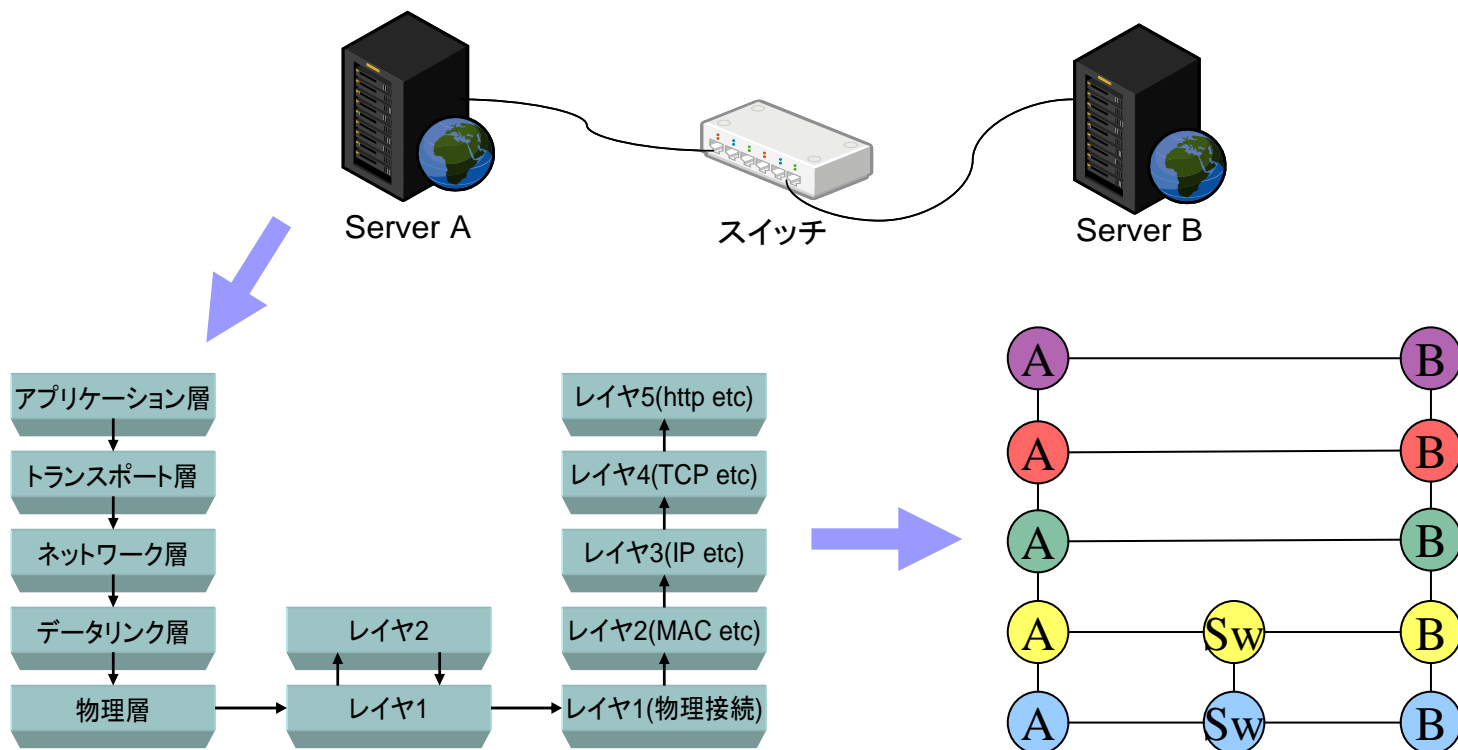 Server A
スイッチ
Server B
アプリケーション層
トランスポート層
ネットワーク層
データリンク層
物理層
レイヤ2
レイヤ1
レイヤ5(http etc)
レイヤ4(TCP etc)
レイヤ3(IP etc)
レイヤ2(MAC etc)
レイヤ1(物理接続)
A B
A B
A B
A Sw B
A Sw B